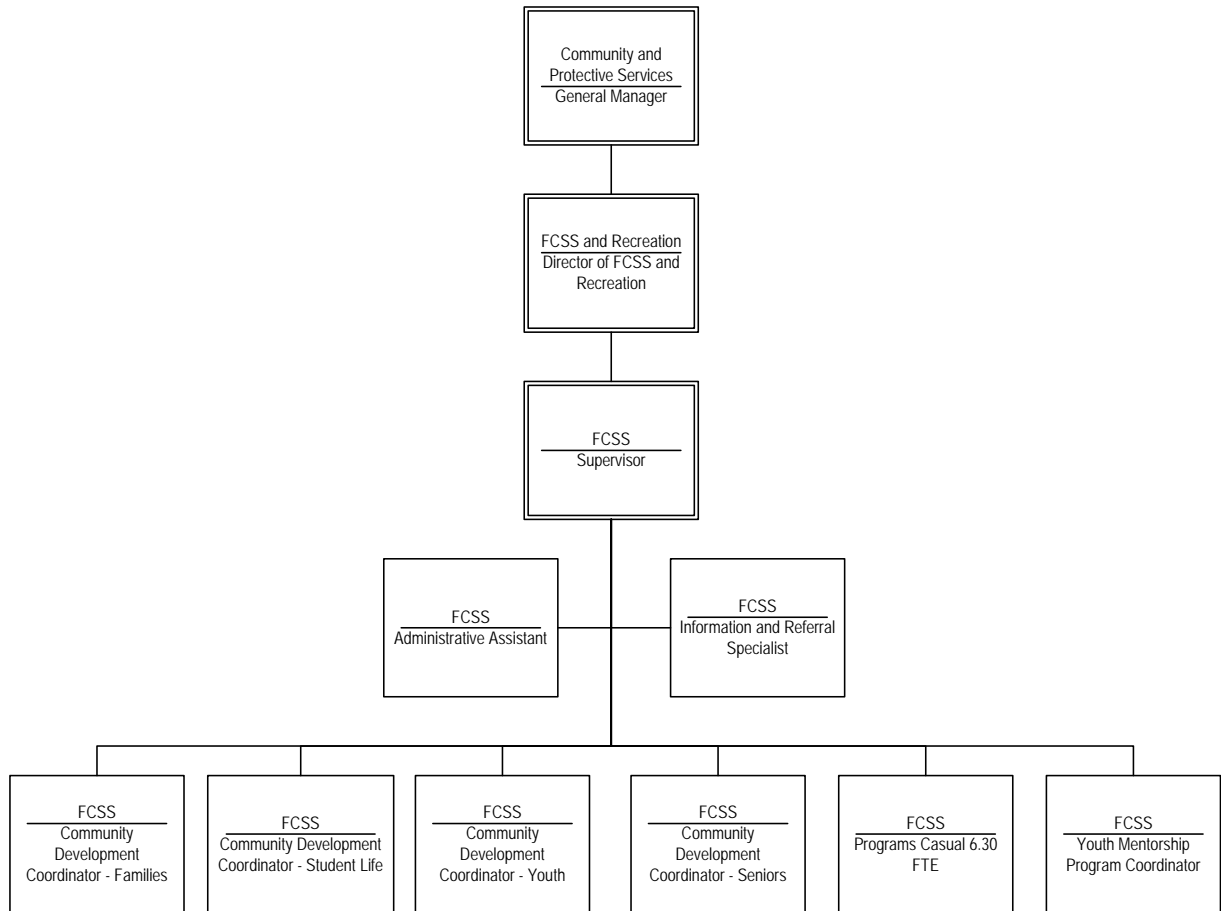 Community and
Protective Services
General Manager
FCSS and Recreation
Director of FCSS and
Recreation
FCSS
Supervisor
FCSS
Administrative Assistant
FCSS
Information and Referral
Specialist
FCSS
Community
Development
Coordinator - Families
FCSS
Community Development
Coordinator - Student Life
FCSS
Community
Development
Coordinator - Youth
FCSS
Community
Development
Coordinator - Seniors
FCSS
Programs Casual 6.30
FTE
FCSS
Youth Mentorship
Program Coordinator